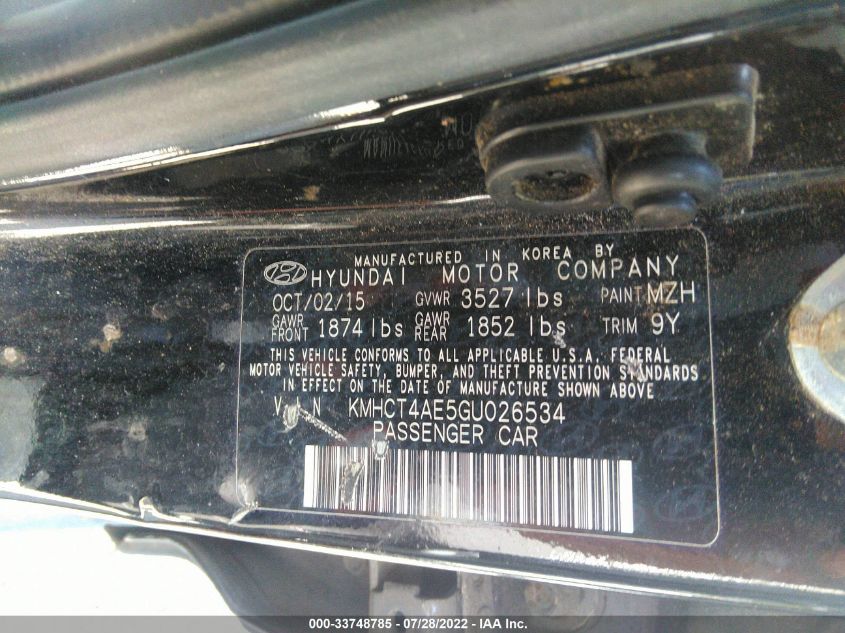 MANUFACTURED IN KOREA BY
HYUNDAI MOTOR COMPANY
OCT/02/15 GVWR 3527 lbs PAINT MZH
GAWR FRONT 1874 lbs GAWR REAR 1852 lbs TRIM 9Y
THIS VEHICLE CONFORMS TO ALL APPLICABLE U.S.A. FEDERAL
MOTOR VEHICLE SAFETY, BUMPER, AND THEFT PREVENTION STANDARDS
IN EFFECT ON THE DATE OF MANUFACTURE SHOWN ABOVE
V I N KMHCT4AE5GU026534
PASSENGER CAR
000-33748785 - 07/28/2022 - IAA Inc.